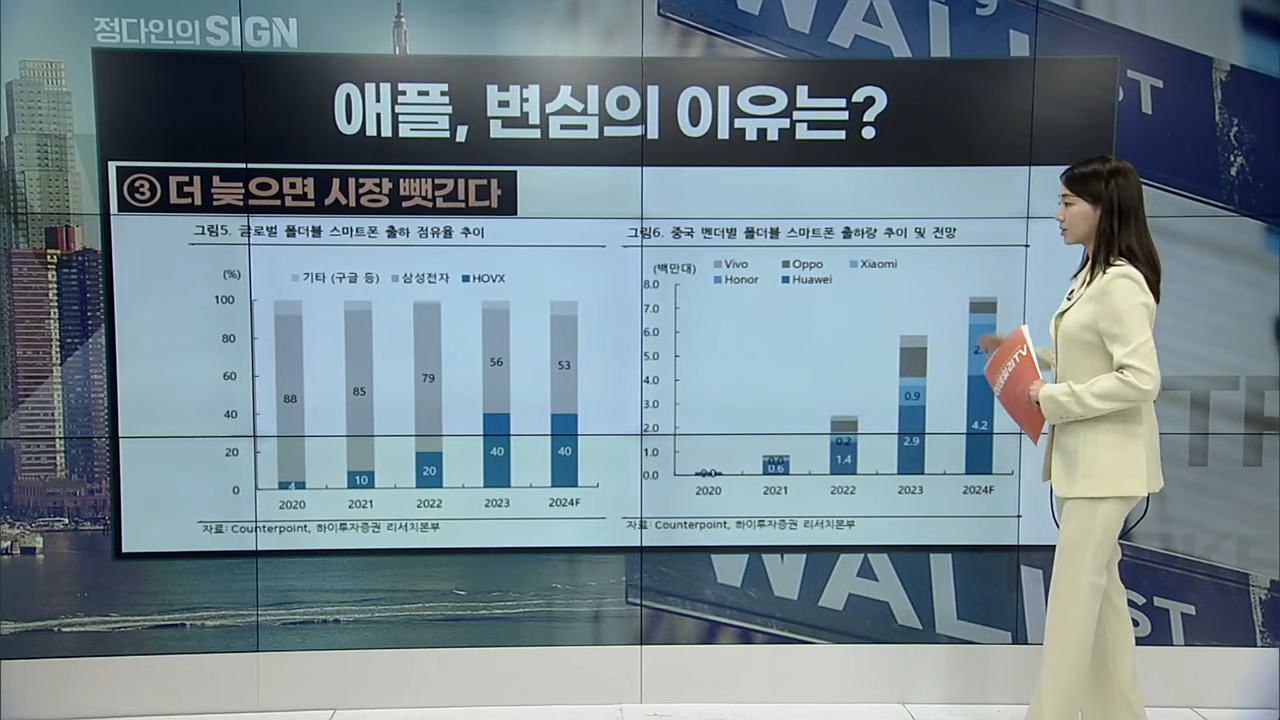 정다인의 SIGN
WALL ST
애플, 변심의 이유는?
③ 더 늦으면 시장 뺏긴다
그림5. 글로벌 폴더블 스마트폰 출하 점유율 추이
(%)
기타 (구글 등) 삼성전자 HOVX
100
80
60
40
20
0
88 85 79 56 53
4 10 20 40 40
2020 2021 2022 2023 2024F
자료: Counterpoint, 하이투자증권 리서치본부
그림6. 중국 벤더별 폴더블 스마트폰 출하량 추이 및 전망
(백만대)
Vivo Oppo Xiaomi
Honor Huawei
8.0
7.0
6.0
5.0
4.0
3.0
2.0
1.0
0.0
0.0 0.6 1.4 2.9 4.2
0.0 0.2 0.9
2020 2021 2022 2023 2024F
자료: Counterpoint, 하이투자증권 리서치본부
WALL ST